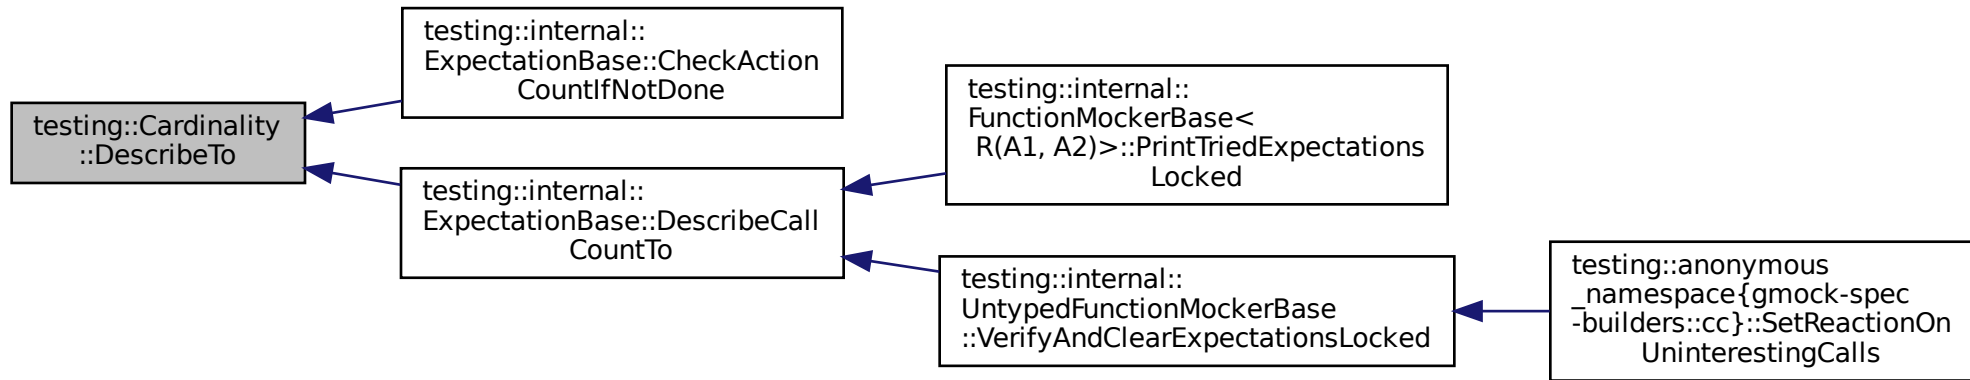 testing::Cardinality
::DescribeTo
testing::internal::
ExpectationBase::CheckAction
CountIfNotDone
testing::internal::
ExpectationBase::DescribeCall
CountTo
testing::internal::
FunctionMockerBase<
R(A1, A2)>::PrintTriedExpectations
Locked
testing::internal::
UntypedFunctionMockerBase
::VerifyAndClearExpectationsLocked
testing::anonymous
_namespace{gmock-spec
-builders::cc}::SetReactionOn
UninterestingCalls